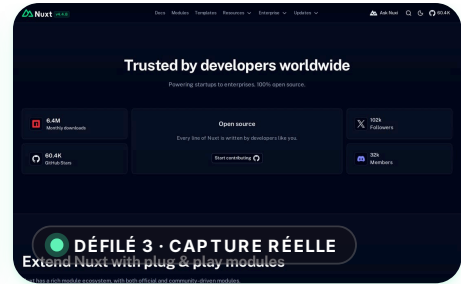 Nuxt
Docs Modules Templates Resources Enterprise Updates
Ask Nuxt
60.4K
Trusted by developers worldwide
Powering startups to enterprises, 100% open source.
6.4M
Monthly downloads
Open source
Every line of Nuxt is written by developers like you.
Start contributing
102k
Followers
60.4K
GitHub Stars
32k
Members
DÉFILÉ 3 · CAPTURE RÉELLE
Extend Nuxt with plug & play modules
has a rich module ecosystem, with both official and community-driven modules.